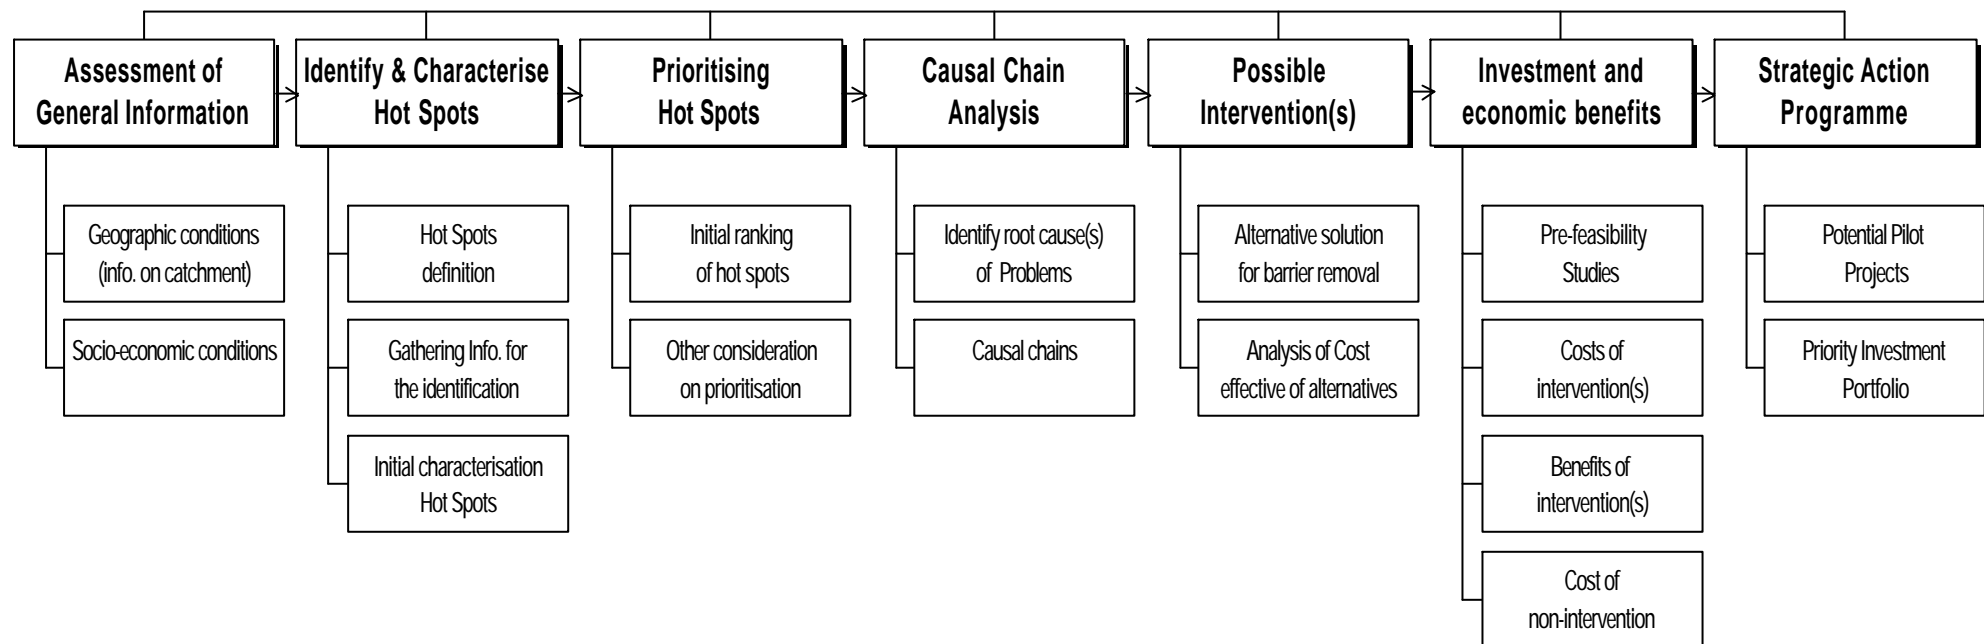 Assessment of
General Information
Identify & Characterise
Hot Spots
Prioritising
Hot Spots
Causal Chain
Analysis
Possible
Intervention(s)
Investment and
economic benefits
Strategic Action
Programme
Geographic conditions
(info. on catchment)
Socio-economic conditions
Hot Spots
definition
Gathering Info. for
the identification
Initial characterisation
Hot Spots
Initial ranking
of hot spots
Other consideration
on prioritisation
Identify root cause(s)
of Problems
Causal chains
Alternative solution
for barrier removal
Analysis of Cost
effective of alternatives
Pre-feasibility
Studies
Costs of
intervention(s)
Benefits of
intervention(s)
Cost of
non-intervention
Potential Pilot
Projects
Priority Investment
Portfolio